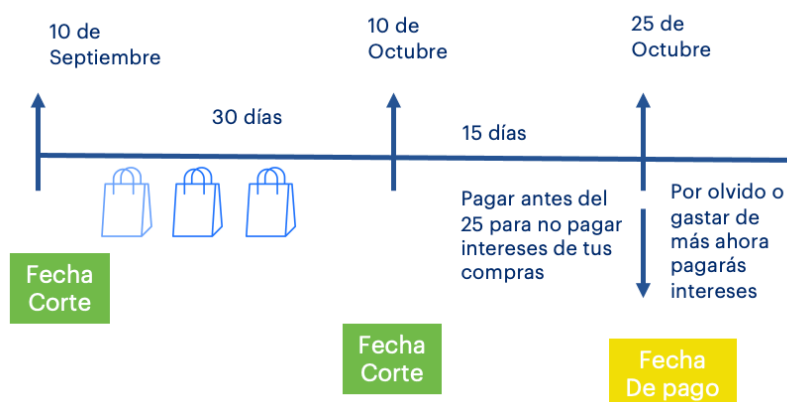 10 de
Septiembre
10 de
Octubre
25 de
Octubre
30 días
15 días
Pagar antes del
25 para no pagar
intereses de tus
compras
Por olvido o
gastar de
más ahora
pagarás
intereses
Fecha
Corte
Fecha
Corte
Fecha
De pago